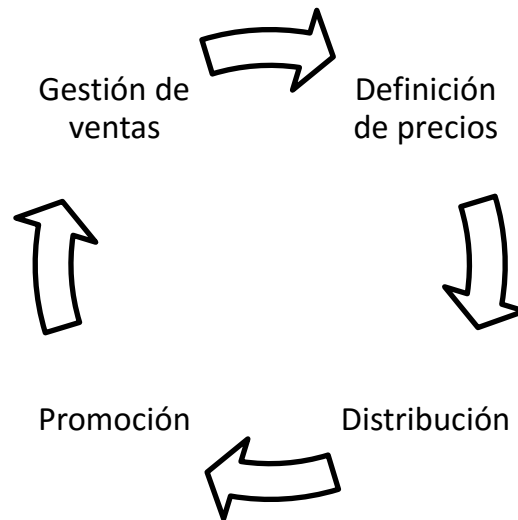 Gestión de
ventas
Definición
de precios
Distribución
Promoción